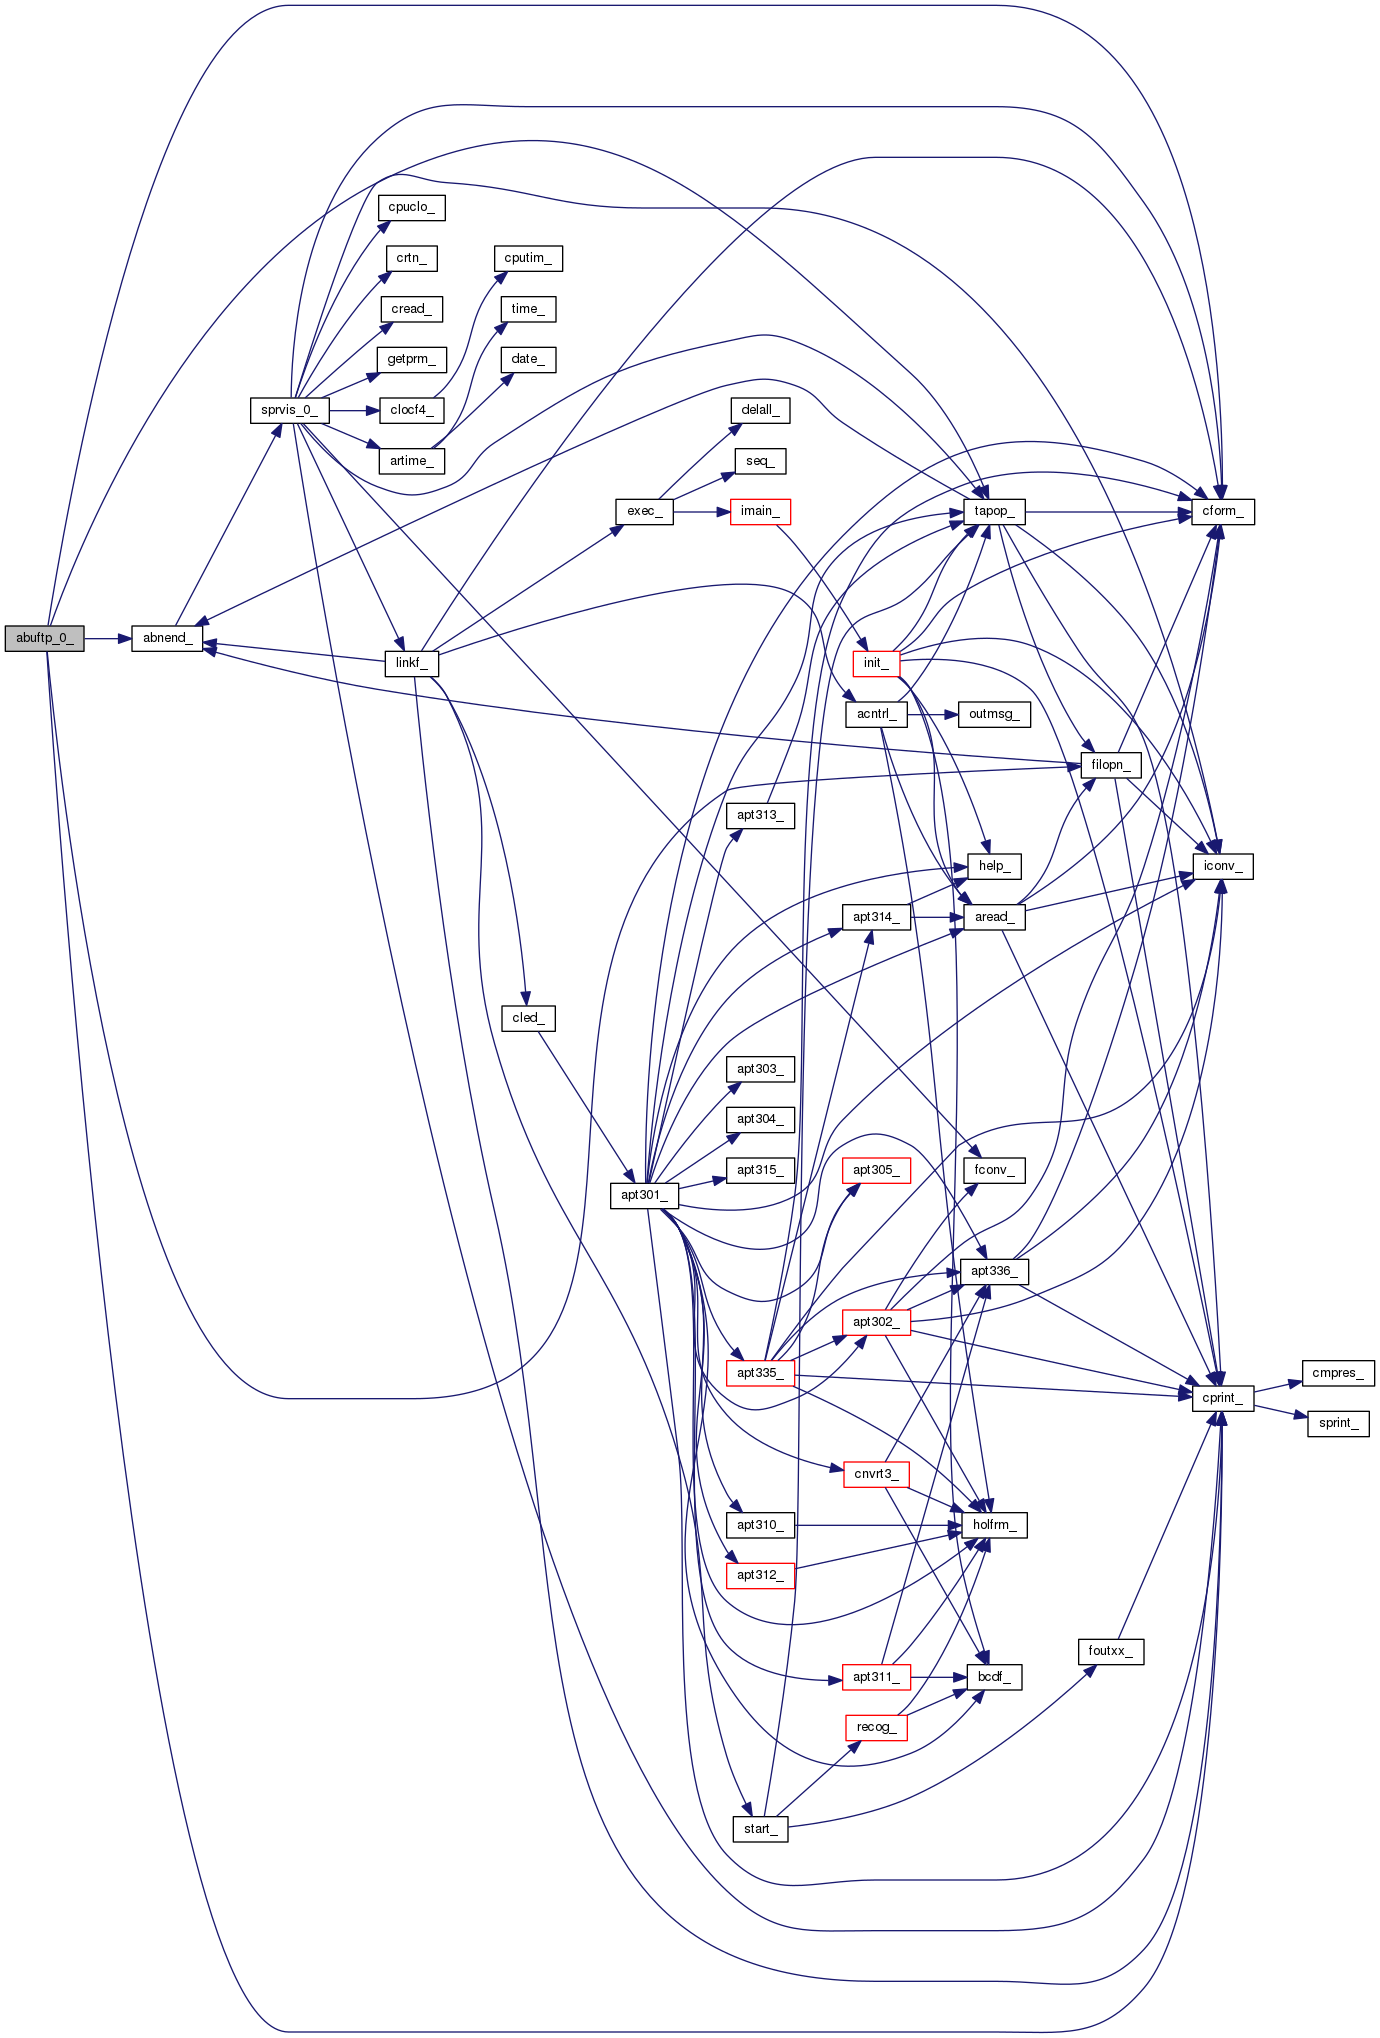 cpuclo_
crtn_
cputim_
cread_
time_
getprm_
date_
sprvis_0_
clocf4_
delall_
artime_
seq_
exec_
imain_
tapop_
cform_
abuftp_0_
abnend_
linkf_
init_
acntrl_
outmsg_
filopn_
apt313_
help_
iconv_
apt314_
aread_
cled_
apt303_
apt304_
apt315_
apt305_
fconv_
apt301_
apt336_
apt302_
apt335_
cmpres_
cprint_
sprint_
cnvrt3_
apt310_
holfrm_
apt312_
foutxx_
apt311_
bcdf_
recog_
start_